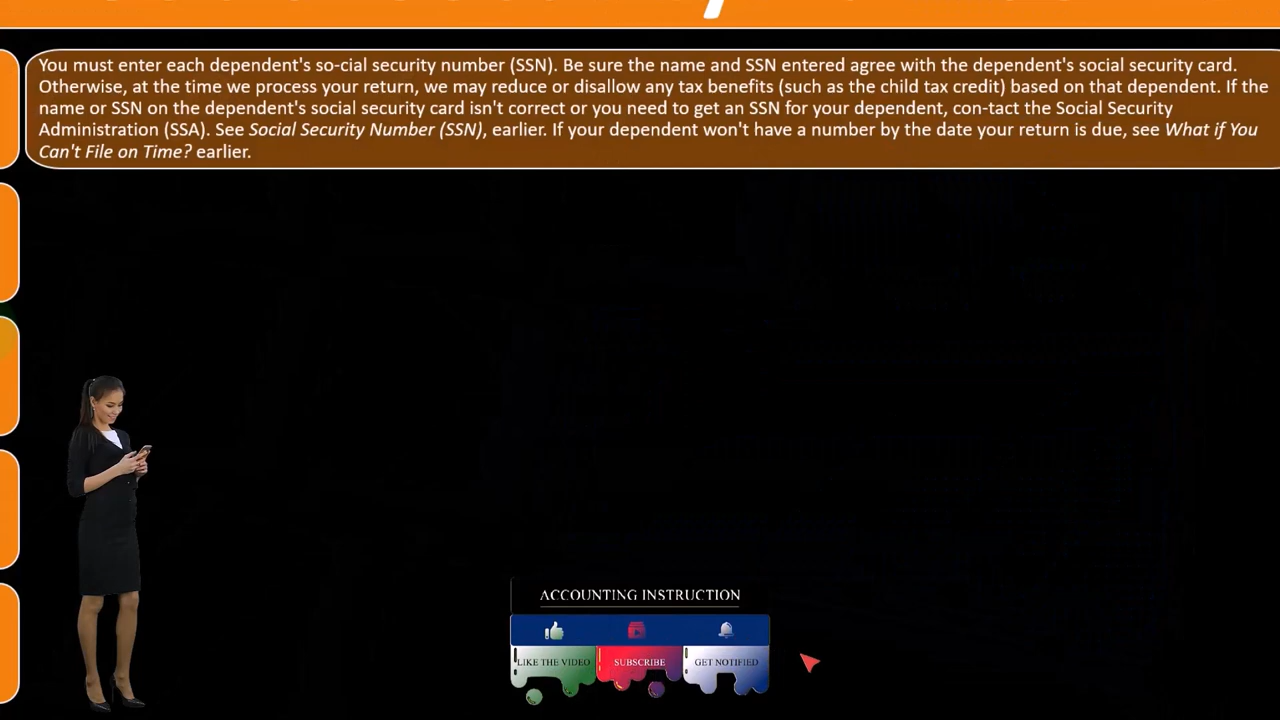 You must enter each dependent's so-cial security number (SSN). Be sure the name and SSN entered agree with the dependent's social security card.
Otherwise, at the time we process your return, we may reduce or disallow any tax benefits (such as the child tax credit) based on that dependent. If the
name or SSN on the dependent's social security card isn't correct or you need to get an SSN for your dependent, con-tact the Social Security
Administration (SSA). See Social Security Number (SSN), earlier. If your dependent won't have a number by the date your return is due, see What if You
Can't File on Time? earlier.
ACCOUNTING INSTRUCTION
LIKE THE VIDEO SUBSCRIBE GET NOTIFIED